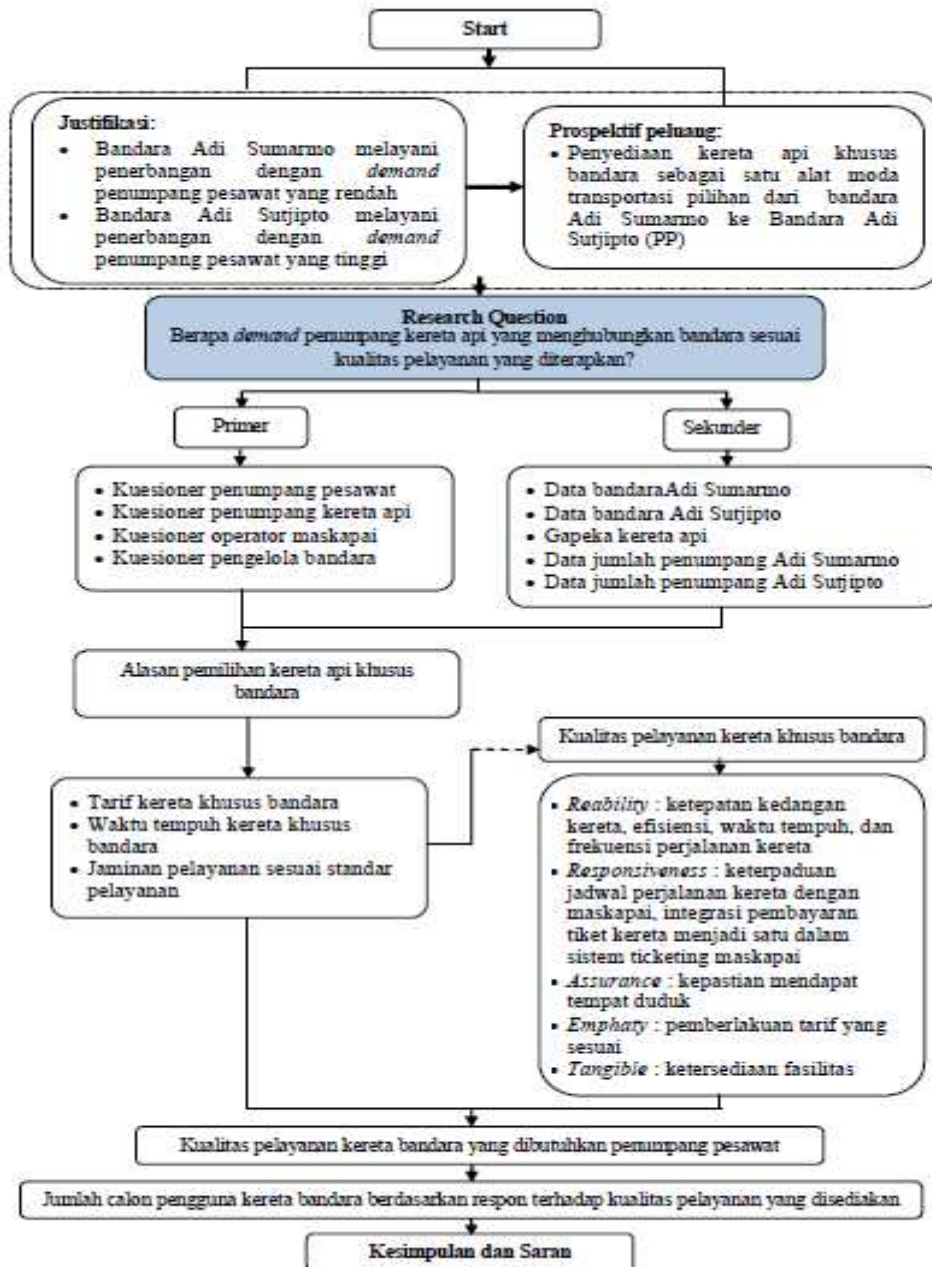 Start
Justifikasi:
• Bandara Adi Sumarmo melayani
penerbangan dengan demand
penumpang pesawat yang rendah
• Bandara Adi Sutjipto melayani
penerbangan dengan demand
penumpang pesawat yang tinggi
Prospektif peluang:
• Penyediaan kereta api khusus
bandara sebagai satu alat moda
transportasi pilihan dari bandara
Adi Sumarmo ke Bandara Adi
Sutjipto (PP)
Research Question
Berapa demand penumpang kereta api yang menghubungkan bandara sesuai
kualitas pelayanan yang diterapkan?
Primer
Sekunder
• Kuesioner penumpang pesawat
• Kuesioner penumpang kereta api
• Kuesioner operator maskapai
• Kuesioner pengelola bandara
• Data bandaraAdi Sumarmo
• Data bandara Adi Sutjipto
• Gapeka kereta api
• Data jumlah penumpang Adi Sumarmo
• Data jumlah penumpang Adi Sutjipto
Alasan pemilihan kereta api khusus
bandara
Kualitas pelayanan kereta khusus bandara
• Tarif kereta khusus bandara
• Waktu tempuh kereta khusus
bandara
• Jaminan pelayanan sesuai standar
pelayanan
• Reability : ketepatan kedangan
kereta, efisiensi, waktu tempuh, dan
frekuensi perjalanan kereta
• Responsiveness : keterpaduan
jadwal perjalanan kereta dengan
maskapai, integrasi pembayaran
tiket kereta menjadi satu dalam
sistem ticketing maskapai
• Assurance : kepastian mendapat
tempat duduk
• Emphaty : pemberlakuan tarif yang
sesuai
• Tangible : ketersediaan fasilitas
Kualitas pelayanan kereta bandara yang dibutuhkan penumpang pesawat
Jumlah calon pengguna kereta bandara berdasarkan respon terhadap kualitas pelayanan yang disediakan
Kesimpulan dan Saran